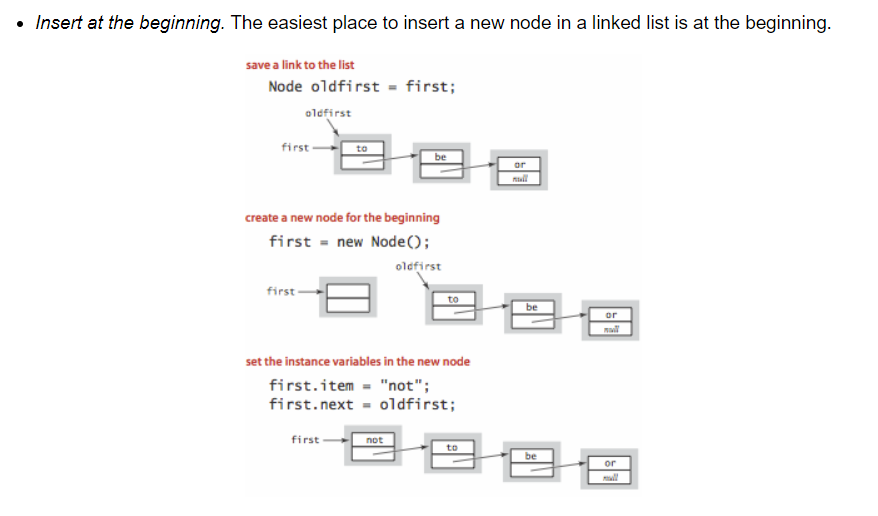 • Insert at the beginning. The easiest place to insert a new node in a linked list is at the beginning.
save a link to the list
Node oldfirst = first;
oldfirst
first
to
be
or
null
create a new node for the beginning
first = new Node();
oldfirst
first
to
be
or
null
set the instance variables in the new node
first.item = "not";
first.next = oldfirst;
first
not
to
be
or
null